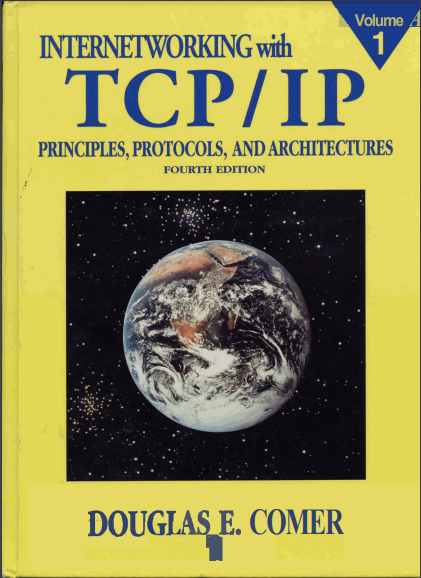 Volume
1
INTERNETWORKING with
TCP/IP
PRINCIPLES, PROTOCOLS, AND ARCHITECTURES
FOURTH EDITION
DOUGLAS E. COMER